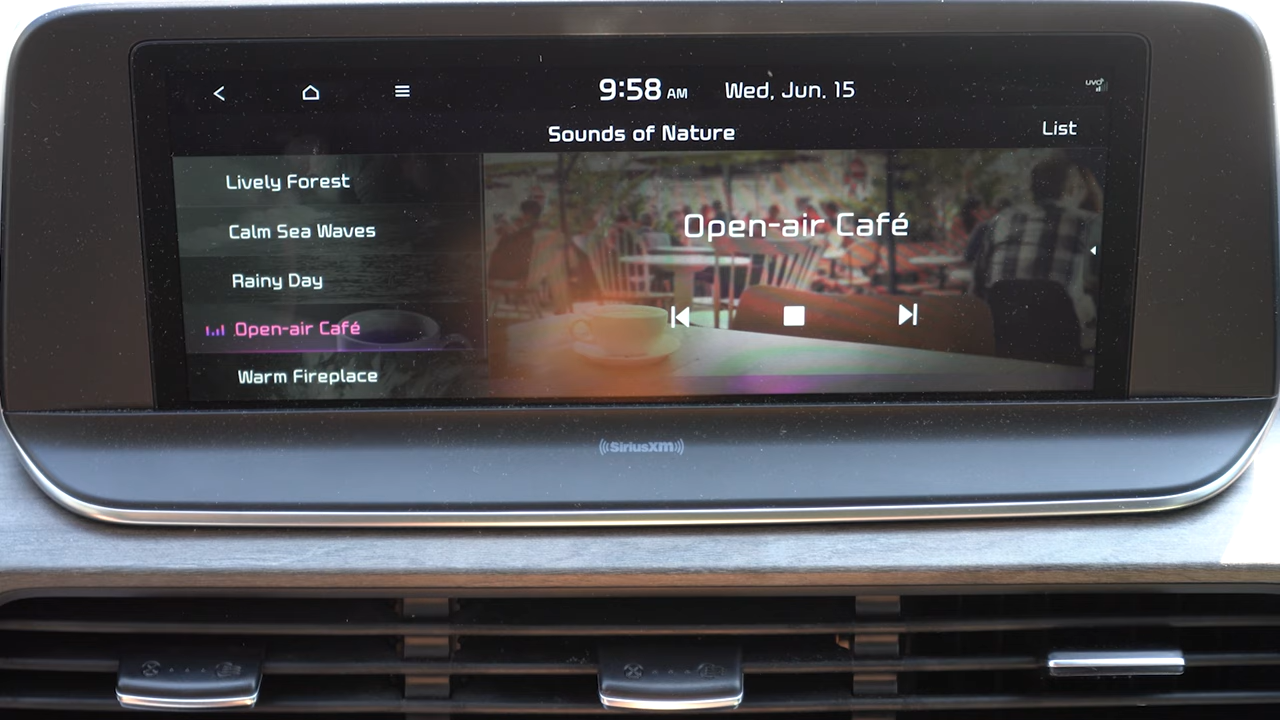 9:58 AM Wed, Jun. 15
uvo
Sounds of Nature
List
Lively Forest
Calm Sea Waves
Rainy Day
Open-air Café
Warm Fireplace
Open-air Café
SiriusXM